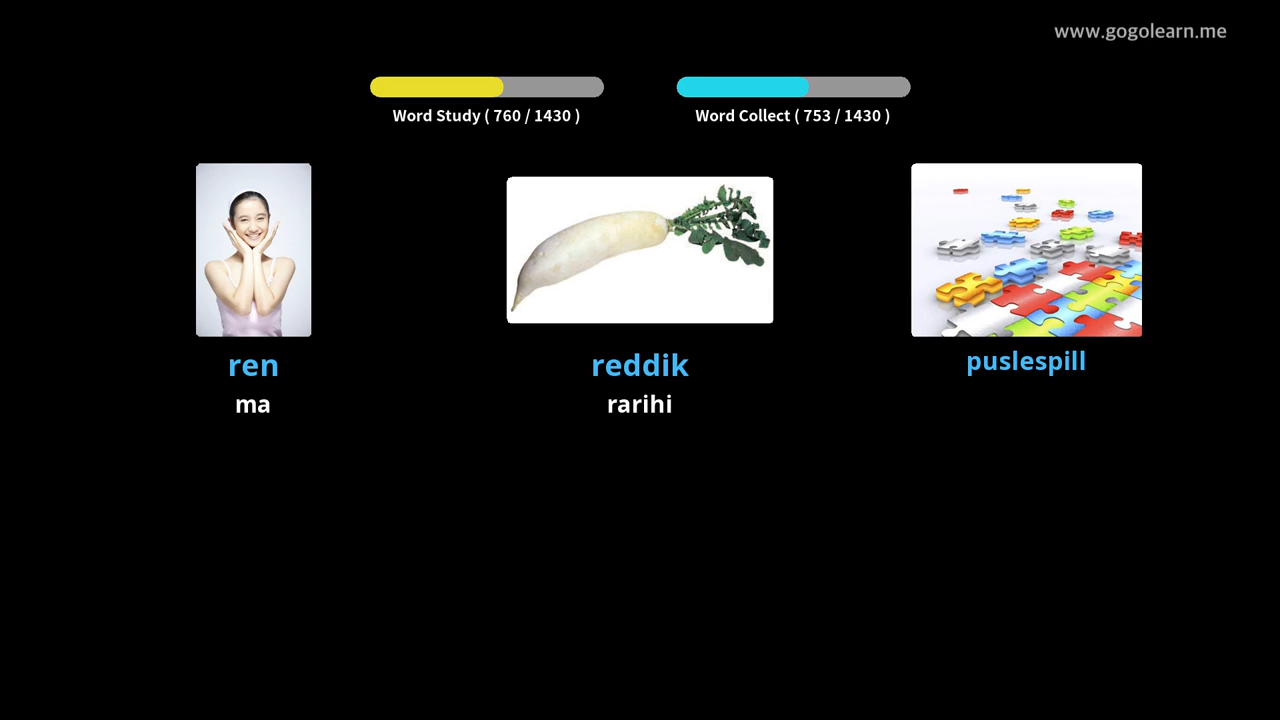 www.gogolearn.me
Word Study ( 760 / 1430 )
Word Collect ( 753 / 1430 )
ren
reddik
puslespill
ma
rarihi